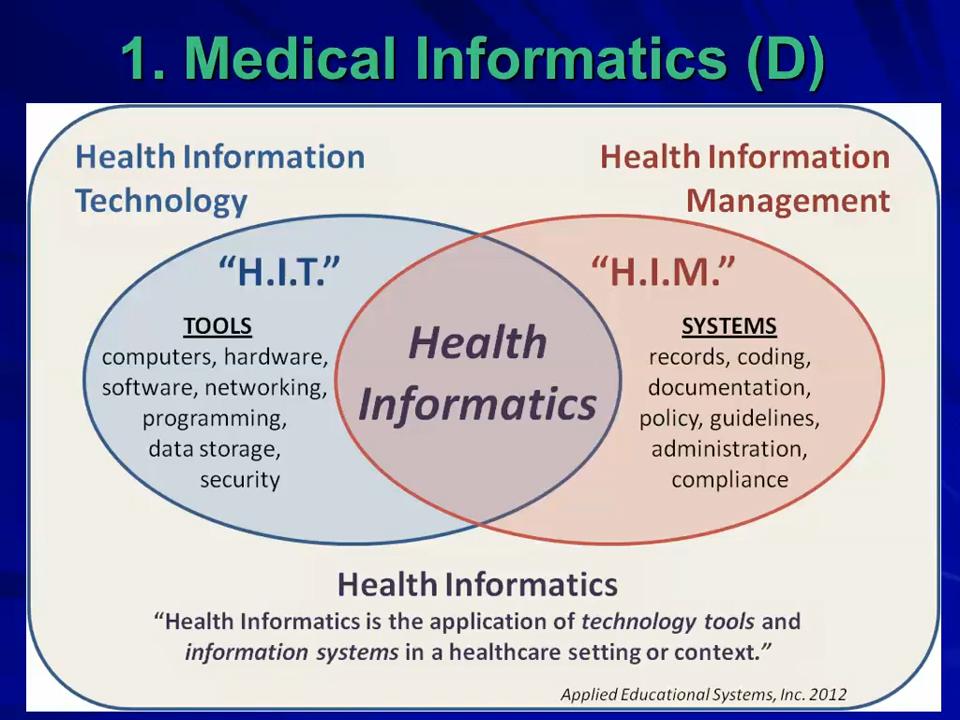 1. Medical Informatics (D)
Health Information
Technology
Health Information
Management
“H.I.T.”
TOOLS
computers, hardware,
software, networking,
programming,
data storage,
security
Health
Informatics
“H.I.M.”
SYSTEMS
records, coding,
documentation,
policy, guidelines,
administration,
compliance
Health Informatics
“Health Informatics is the application of technology tools and
information systems in a healthcare setting or context.”
Applied Educational Systems, Inc. 2012